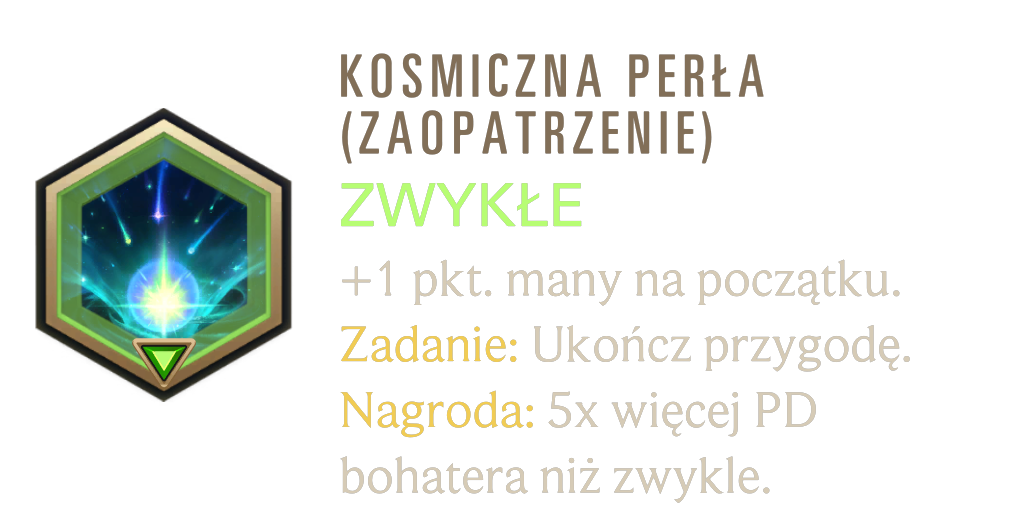 KOSMICZNA PERŁA
(ZAOPATRZENIE)
ZWYKŁE
+1 pkt. many na początku.
Zadanie: Ukończ przygodę.
Nagroda: 5x więcej PD
bohatera niż zwykle.